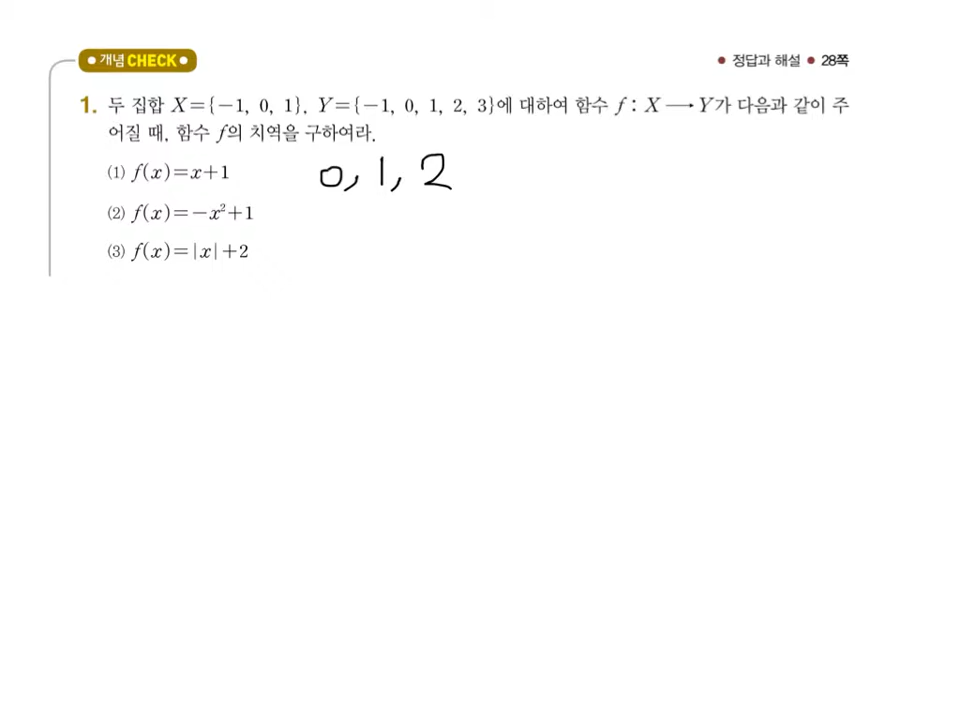 ● 개념 CHECK ●
● 정답과 해설 ● 28쪽
1. 두 집합 X={-1, 0, 1}, Y={-1, 0, 1, 2, 3}에 대하여 함수 f : X ⟶ Y가 다음과 같이 주
어질 때, 함수 f의 치역을 구하여라.
⑴ f(x)=x+1 0, 1, 2
⑵ f(x)=-x²+1
⑶ f(x)=|x|+2